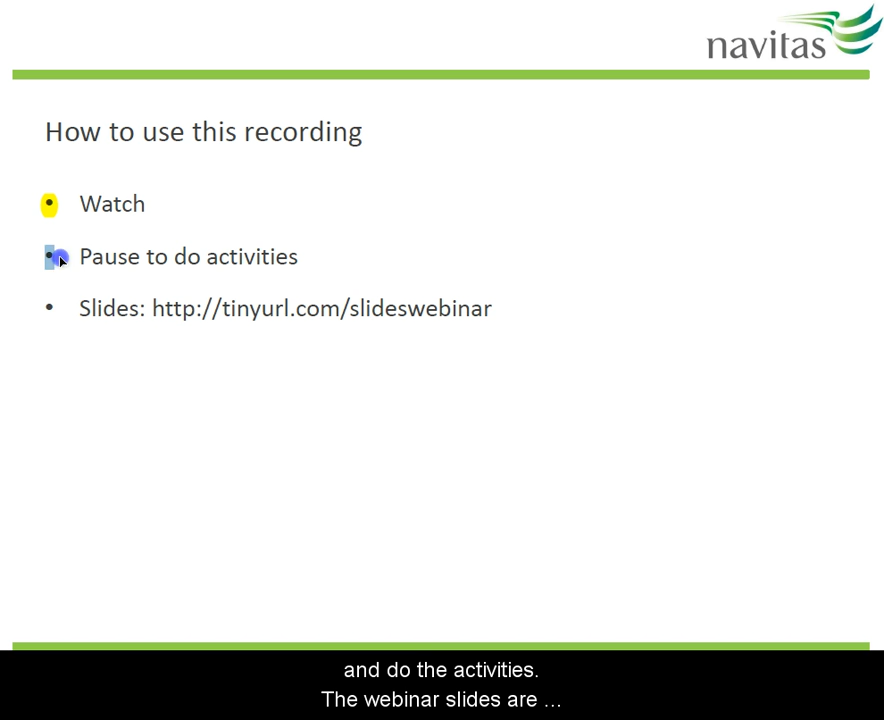 navitas
How to use this recording
• Watch
• Pause to do activities
• Slides: http://tinyurl.com/slideswebinar
and do the activities.
The webinar slides are ...